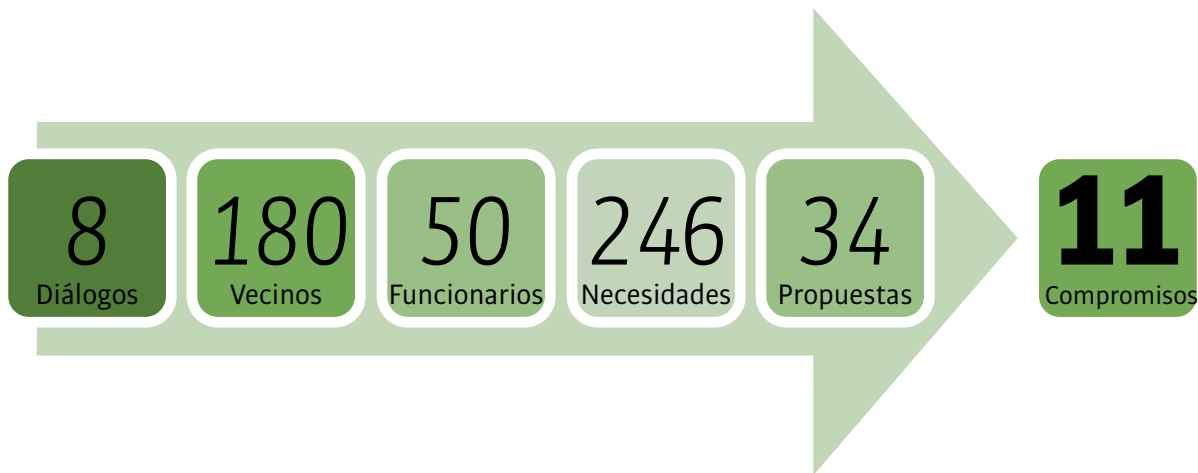 8
Diálogos
180
Vecinos
50
Funcionarios
246
Necesidades
34
Propuestas
11
Compromisos